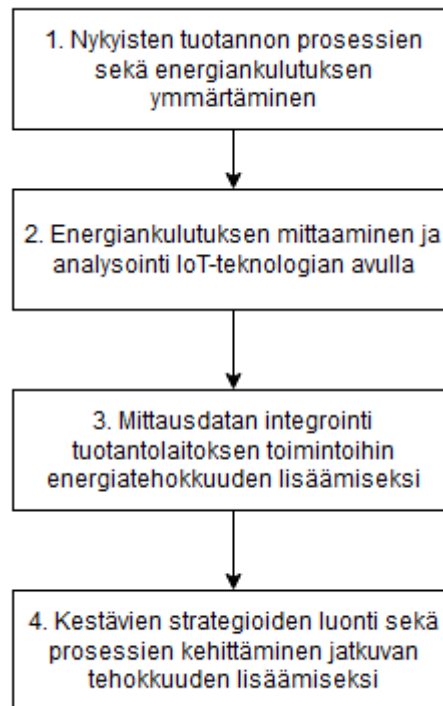 1. Nykyisten tuotannon prosessien
sekä energiankulutuksen
ymmärtäminen
2. Energiankulutuksen mittaaminen ja
analysointi IoT-teknologian avulla
3. Mittausdatan integrointi
tuotantolaitoksen toimintoihin
energiatehokkuuden lisäämiseksi
4. Kestävien strategioiden luonti sekä
prosessien kehittäminen jatkuvan
tehokkuuden lisäämiseksi